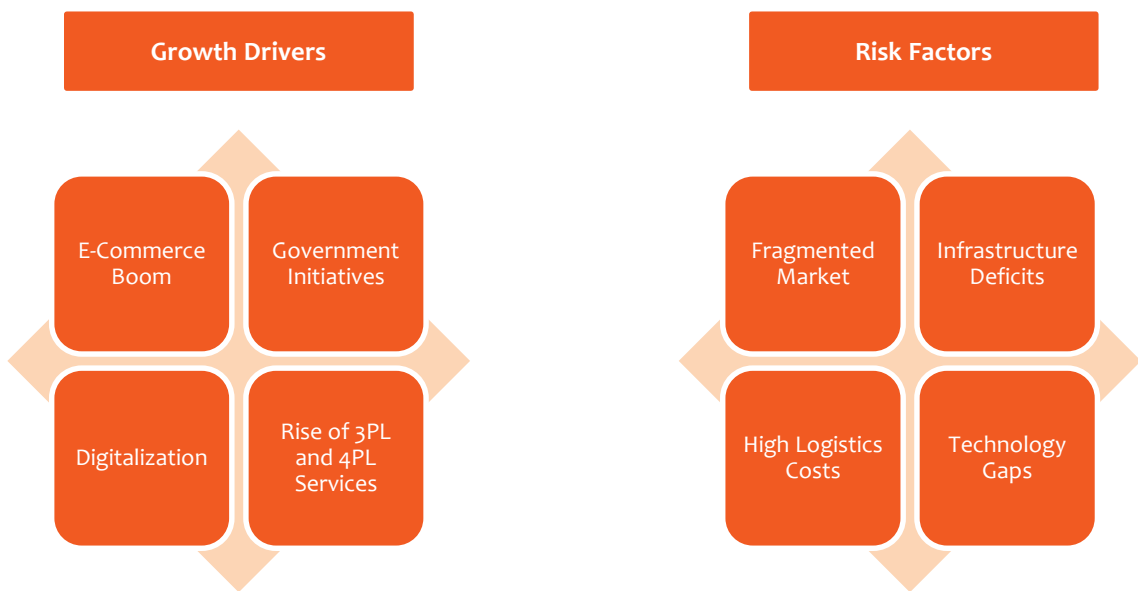 Growth Drivers
Risk Factors
E-Commerce
Boom
Government
Initiatives
Digitalization
Rise of 3PL
and 4PL
Services
Fragmented
Market
Infrastructure
Deficits
High Logistics
Costs
Technology
Gaps